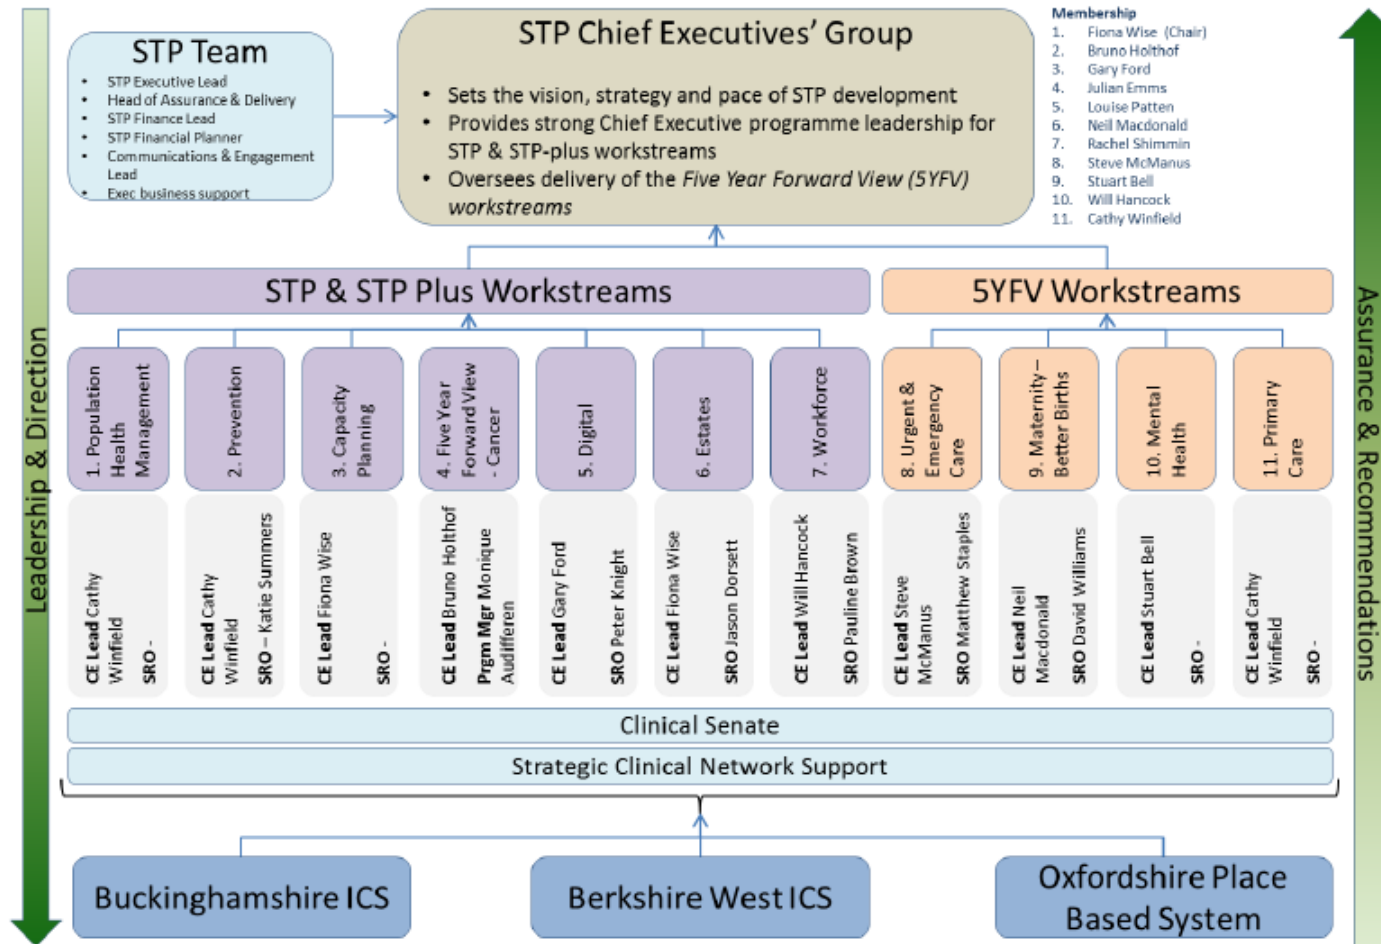 STP Team
• STP Executive Lead
• Head of Assurance & Delivery
• STP Finance Lead
• STP Financial Planner
• Communications & Engagement
Lead
• Exec business support
STP Chief Executives' Group
• Sets the vision, strategy and pace of STP development
• Provides strong Chief Executive programme leadership for
STP & STP-plus workstreams
• Oversees delivery of the Five Year Forward View (5YFV)
workstreams
Membership
1. Fiona Wise (Chair)
2. Bruno Holthof
3. Gary Ford
4. Julian Emms
5. Louise Patten
6. Neil Macdonald
7. Rachel Shimmin
8. Steve McManus
9. Stuart Bell
10. Will Hancock
11. Cathy Winfield
Leadership & Direction
Assurance & Recommendations
STP & STP Plus Workstreams
5YFV Workstreams
1. Population
Health
Management
2. Prevention
3. Capacity
Planning
4. Five Year
Forward View
- Cancer
5. Digital
6. Estates
7. Workforce
8. Urgent &
Emergency
Care
9. Maternity –
Better Births
10. Mental
Health
11. Primary
Care
CE Lead Cathy
Winfield
SRO -
CE Lead Cathy
Winfield
SRO – Katie Summers
CE Lead Fiona Wise
SRO -
CE Lead Bruno Holthof
Prgm Mgr Monique
Audifferen
CE Lead Gary Ford
SRO Peter Knight
CE Lead Fiona Wise
SRO Jason Dorsett
CE Lead Will Hancock
SRO Pauline Brown
CE Lead Steve
McManus
SRO Matthew Staples
CE Lead Neil
Macdonald
SRO David Williams
CE Lead Stuart Bell
SRO -
CE Lead Cathy
Winfield
SRO -
Clinical Senate
Strategic Clinical Network Support
Buckinghamshire ICS
Berkshire West ICS
Oxfordshire Place
Based System